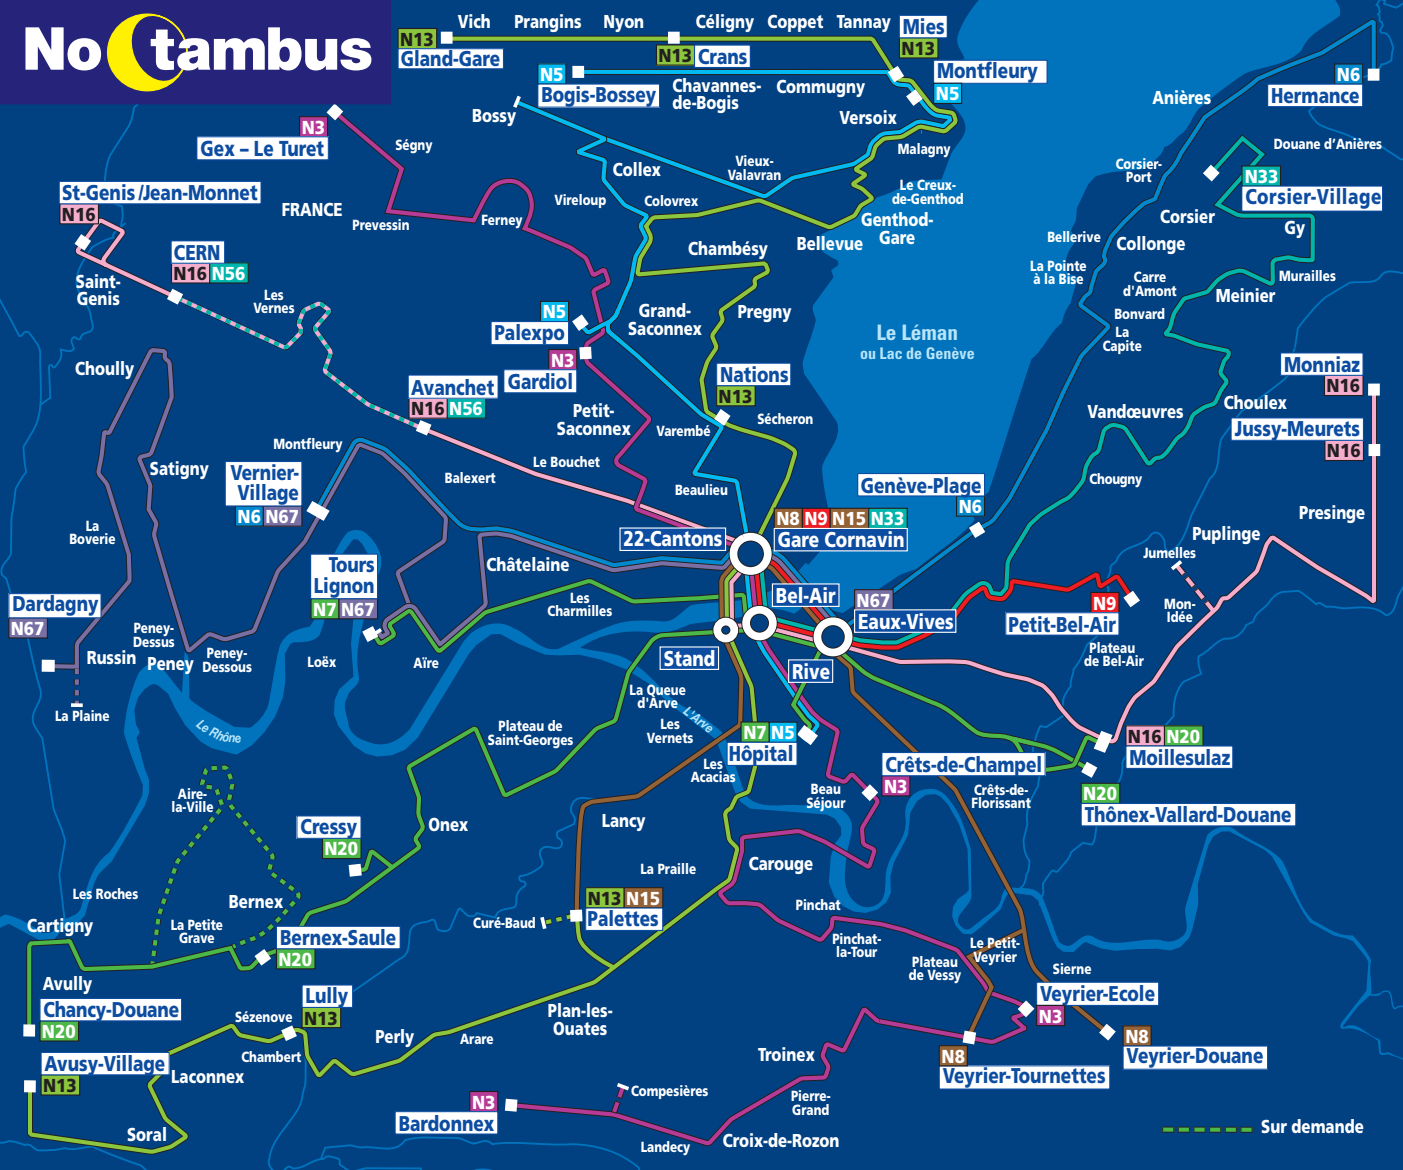 Noctambus
Vich
Prangins
Nyon
Céligny
Coppet
Tannay
Mies
N13
N13
Gland-Gare
N13 Crans
N5
Bogis-Bossey
Chavannes-
de-Bogis
Commugny
Montfleury
N5
N6
Hermance
Anières
Bossy
Versoix
Malagny
N3
Gex – Le Turet
Ségny
Collex
Vieux-
Valavran
Corsier-
Port
Douane d’Anières
N33
Corsier-Village
St-Genis /Jean-Monnet
N16
FRANCE
Prevessin
Ferney
Vireloup
Colovrex
Le Creux-
de-Genthod
Genthod-
Gare
Bellevue
Corsier
Gy
CERN
N16 N56
Chambésy
Bellerive
Collonge
La Pointe
à la Bise
Carre
d'Amont
Murailles
Meinier
Saint-
Genis
Les
Vernes
N5
Palexpo
Grand-
Saconnex
Pregny
Le Léman
ou Lac de Genève
Bonvard
La
Capite
Choully
N3
Gardiol
Nations
N13
Monniaz
N16
Avanchet
N16 N56
Petit-
Saconnex
Varembé
Sécheron
Vandœuvres
Choulex
Jussy-Meurets
N16
Montfleury
Satigny
Vernier-
Village
N6 N67
Balexert
Le Bouchet
Beaulieu
Genève-Plage
N6
Chougny
La
Boverie
22-Cantons
N8 N9 N15 N33
Gare Cornavin
Presinge
Puplinge
Jumelles
Tours
Lignon
N7 N67
Châtelaine
Les
Charmilles
Bel-Air
N67
Eaux-Vives
N9
Petit-Bel-Air
Mon-
Idée
Dardagny
N67
Peney-
Dessus
Peney-
Dessous
Russin
Peney
Loëx
Aïre
Stand
Rive
Plateau
de Bel-Air
La Plaine
Le Rhône
La Queue
d'Arve
L'Arve
Les
Vernets
Plateau de
Saint-Georges
N7 N5
Hôpital
N16 N20
Moillesulaz
Les
Acacias
Crêts-de-Champel
N3
Beau
Séjour
Crêts-de-
Florissant
N20
Thônex-Vallard-Douane
Aire-
la-Ville
Cressy
N20
Onex
Lancy
La Praille
Carouge
Les Roches
Bernex
N13 N15
Palettes
Curé-Baud
Pinchat
Cartigny
La Petite
Grave
Bernex-Saule
N20
Pinchat-
la-Tour
Le Petit-
Veyrier
Plateau
de Vessy
Sierne
Avully
Chancy-Douane
N20
Lully
N13
Sézenove
Chambert
Perly
Arare
Plan-les-
Ouates
Veyrier-Ecole
N3
N8
Veyrier-Douane
Avusy-Village
N13
Laconnex
Troinex
N8
Veyrier-Tournettes
Soral
N3
Bardonnex
Compesières
Pierre-
Grand
Landecy
Croix-de-Rozon
Sur demande